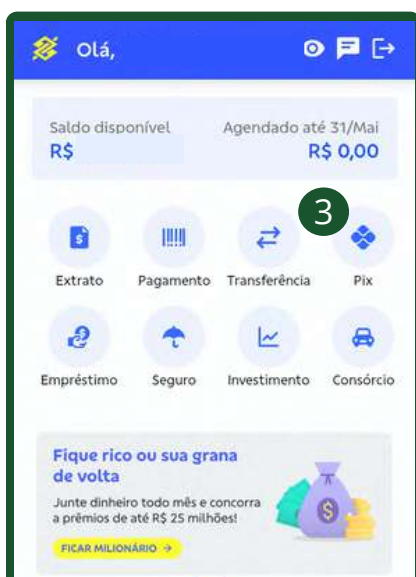 Olá,
Saldo disponível Agendado até 31/Mai
R$ R$ 0,00
3
Extrato Pagamento Transferência Pix
Empréstimo Seguro Investimento Consórcio
Fique rico ou sua grana
de volta
Junte dinheiro todo mês e concorra
a prêmios de até R$ 25 milhões!
FICAR MILIONÁRIO →